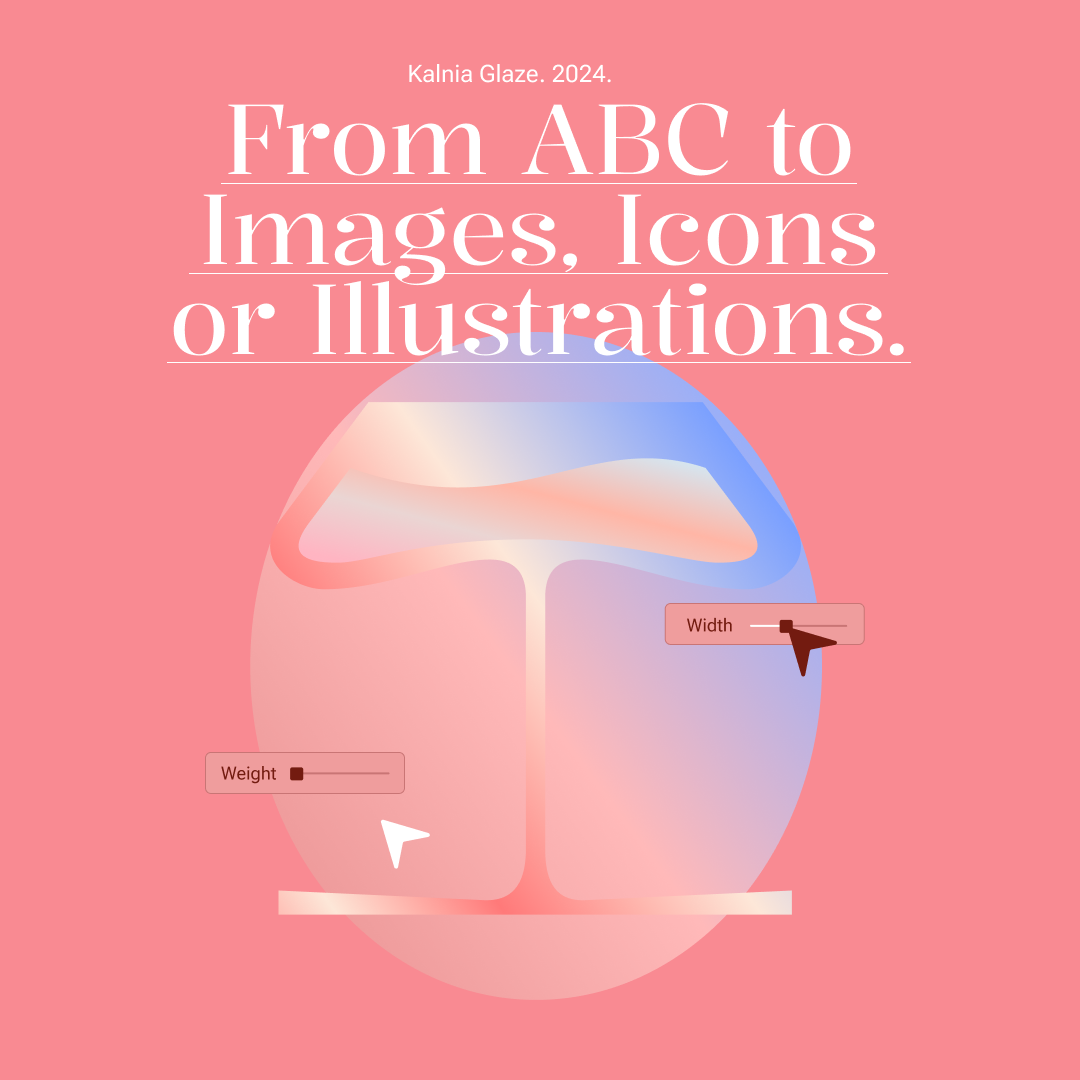 Kalnia Glaze. 2024.
From ABC to
Images, Icons
or Illustrations.
Width
Weight